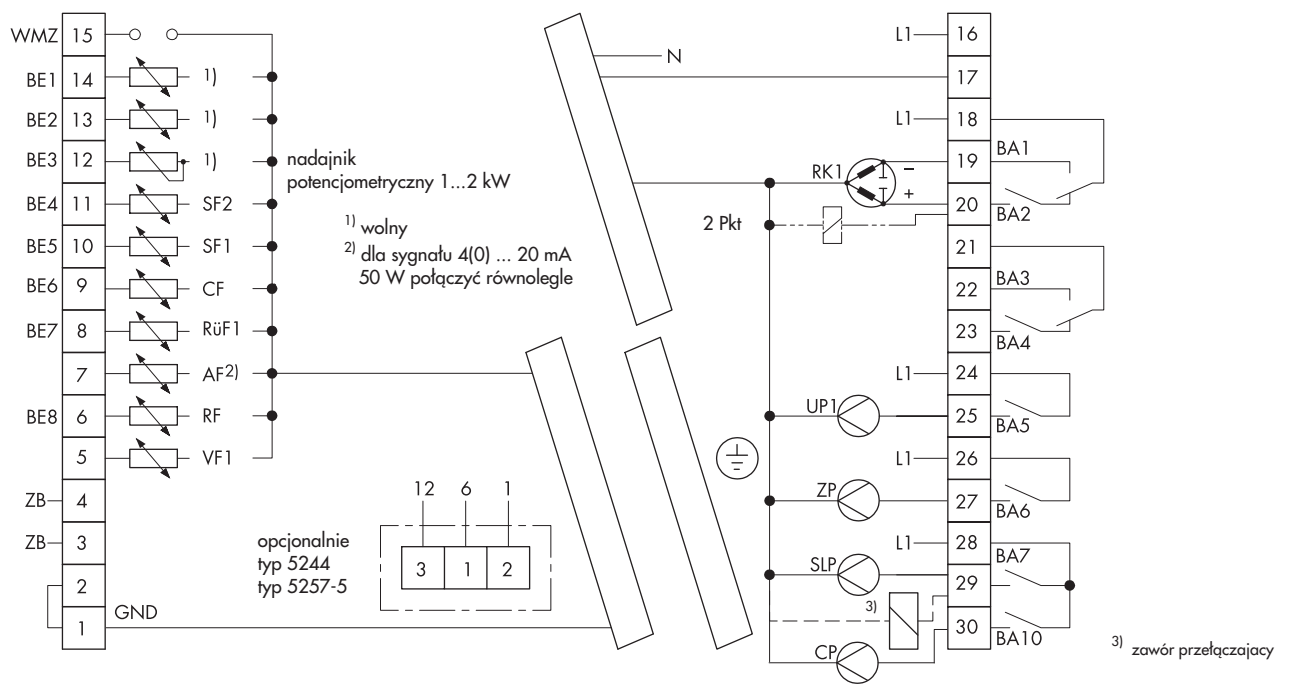 WMZ 15
BE1 14 1)
BE2 13 1)
BE3 12 1)
BE4 11 SF2
BE5 10 SF1
BE6 9 CF
BE7 8 RüF1
7 AF2)
BE8 6 RF
5 VF1
ZB 4
ZB 3
2
1 GND
nadajnik
potencjometryczny 1...2 kW
1) wolny
2) dla sygnału 4(0) ... 20 mA
50 W połączyć równolegle
opcjonalnie
typ 5244
typ 5257-5
12 6 1
3 1 2
N
L1 16
17
L1 18
RK1 − 19 BA1
+ 20 BA2
2 Pkt
21
22 BA3
23 BA4
L1 24
UP1 25 BA5
L1 26
ZP 27 BA6
L1 28 BA7
SLP 29
3)
30 BA10
CP
3) zawór przełączajacy